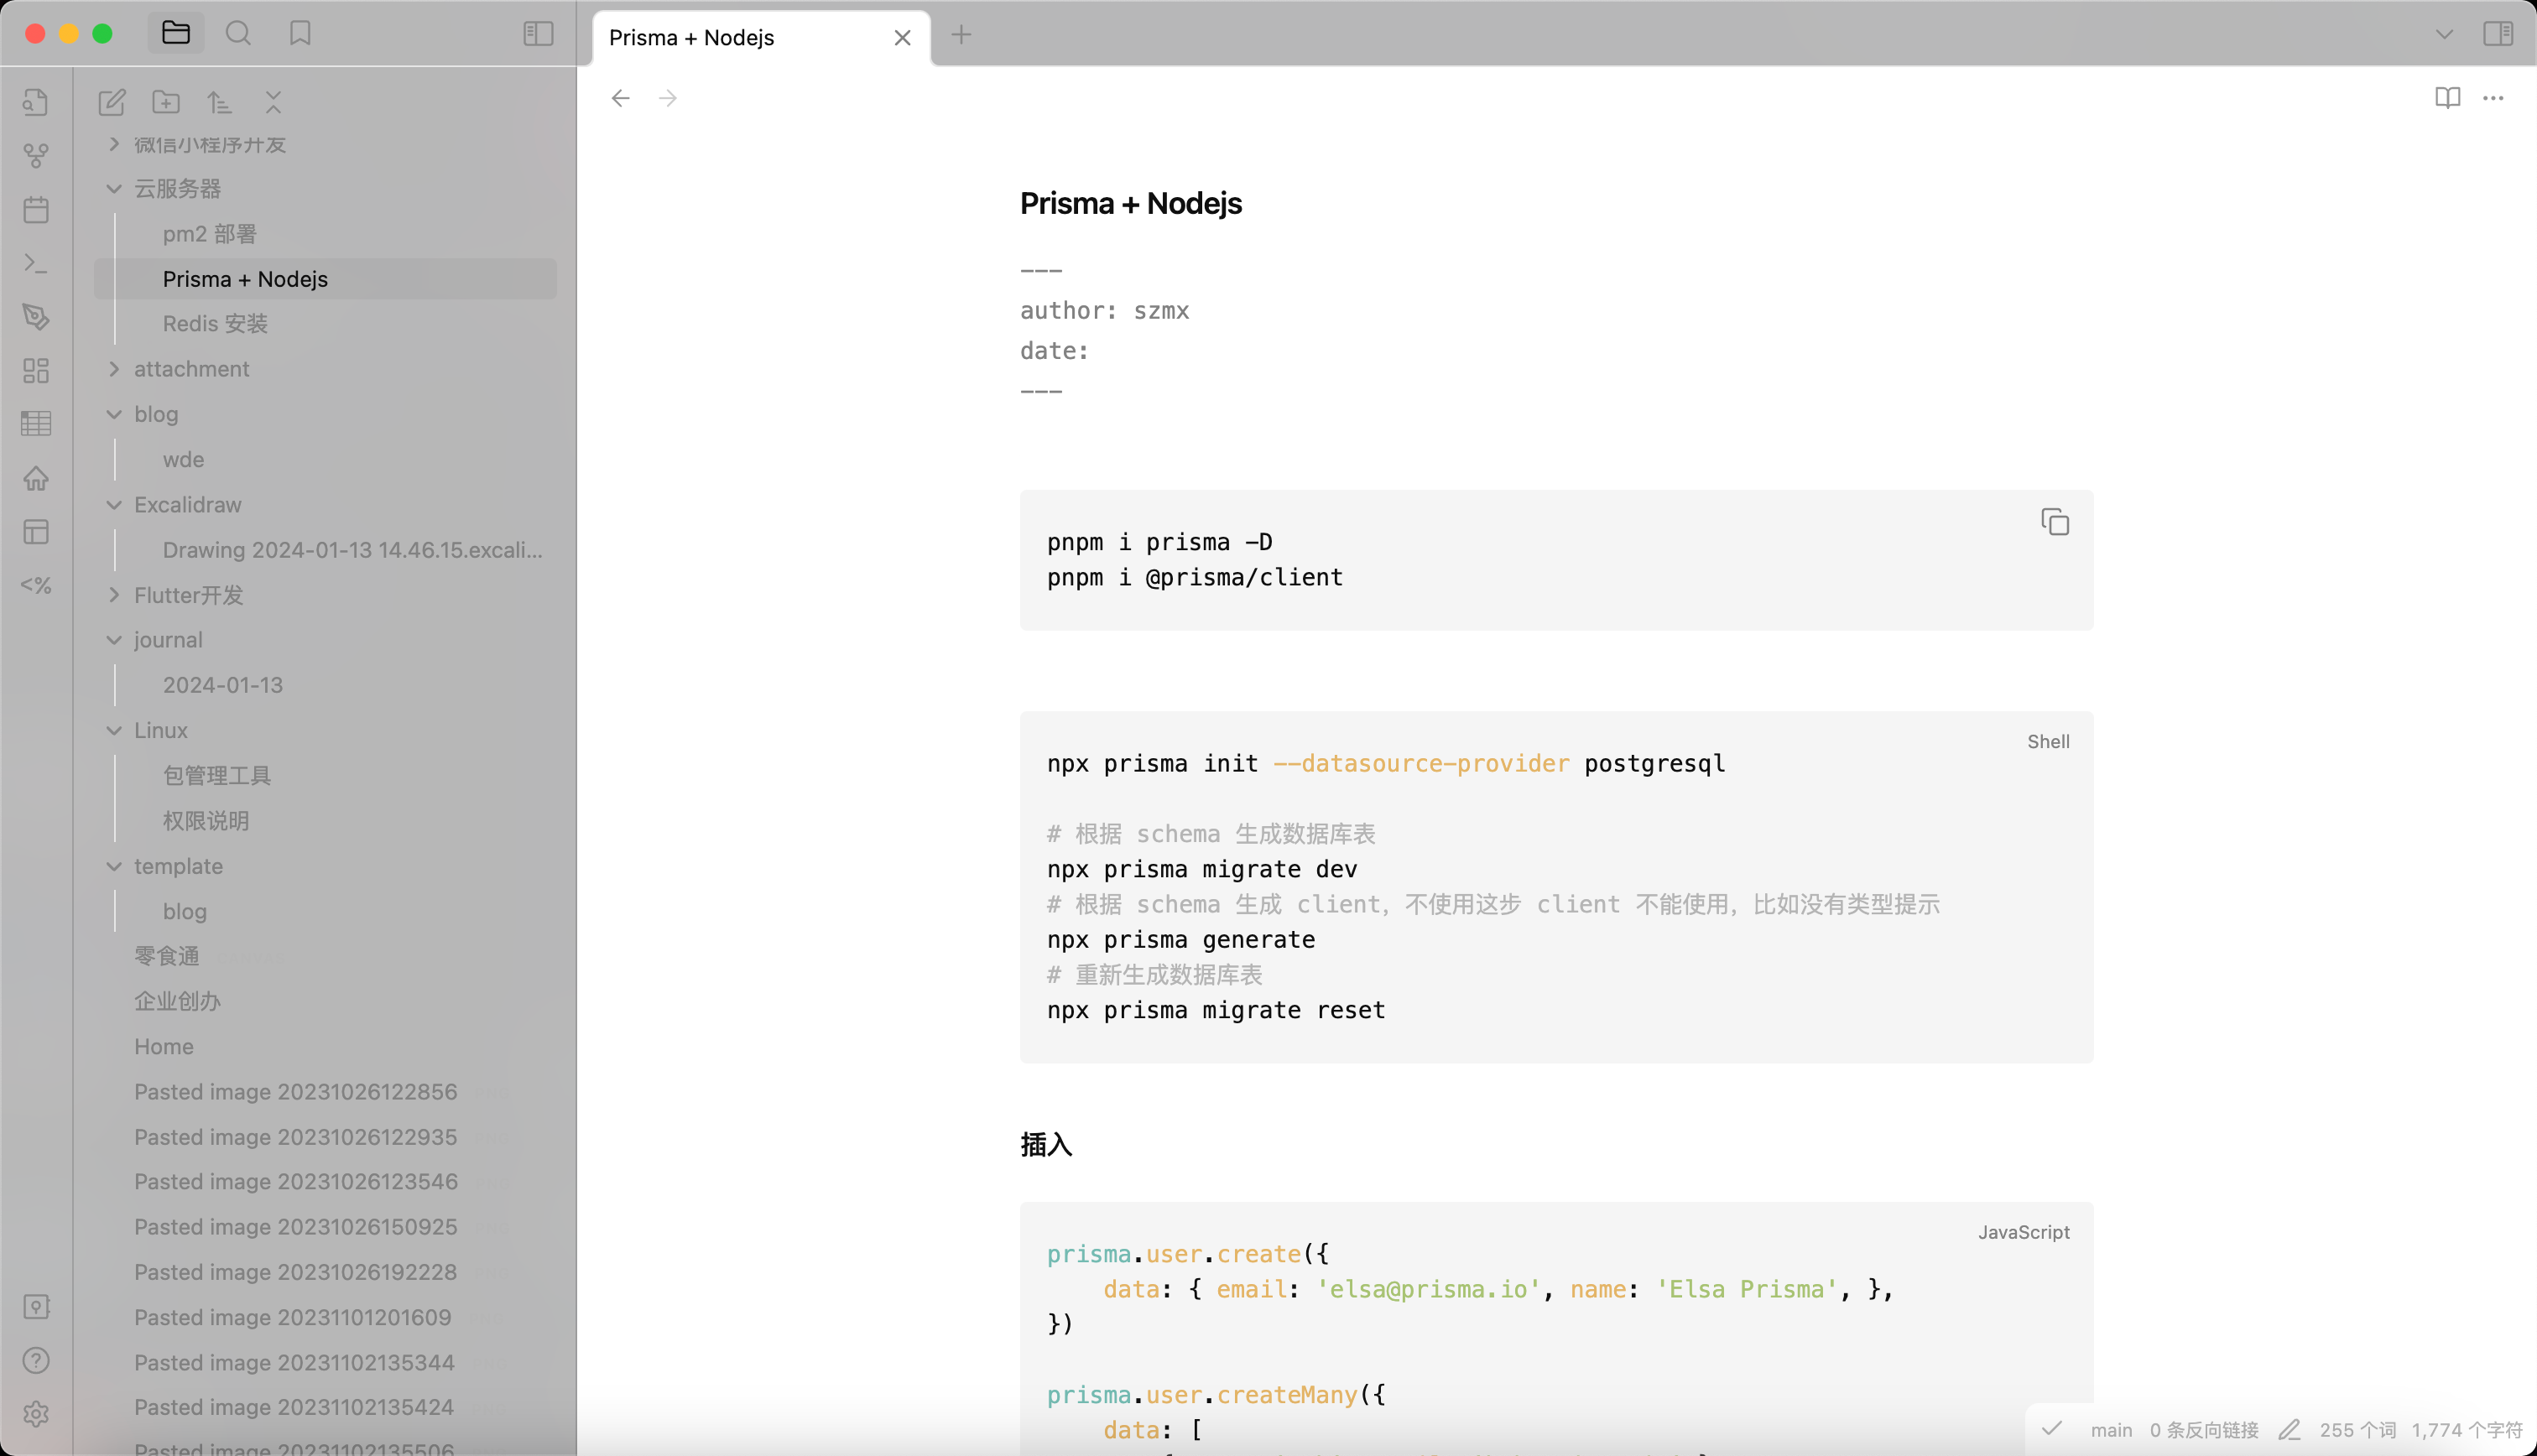 Prisma + Nodejs
微信小程序开发
云服务器
pm2 部署
Prisma + Nodejs
Redis 安装
attachment
blog
wde
Excalidraw
Drawing 2024-01-13 14.46.15.excali...
Flutter开发
journal
2024-01-13
Linux
包管理工具
权限说明
template
blog
零食通
企业创办
Home
Pasted image 20231026122856
Pasted image 20231026122935
Pasted image 20231026123546
Pasted image 20231026150925
Pasted image 20231026192228
Pasted image 20231101201609
Pasted image 20231102135344
Pasted image 20231102135424
Pasted image 20231102135506
<%
Prisma + Nodejs
---
author: szmx
date:
---
pnpm i prisma -D
pnpm i @prisma/client
Shell
npx prisma init --datasource-provider postgresql
# 根据 schema 生成数据库表
npx prisma migrate dev
# 根据 schema 生成 client，不使用这步 client 不能使用，比如没有类型提示
npx prisma generate
# 重新生成数据库表
npx prisma migrate reset
插入
JavaScript
prisma.user.create({
data: { email: 'elsa@prisma.io', name: 'Elsa Prisma', },
})
prisma.user.createMany({
data: [
main 0 条反向链接 255 个词 1,774 个字符